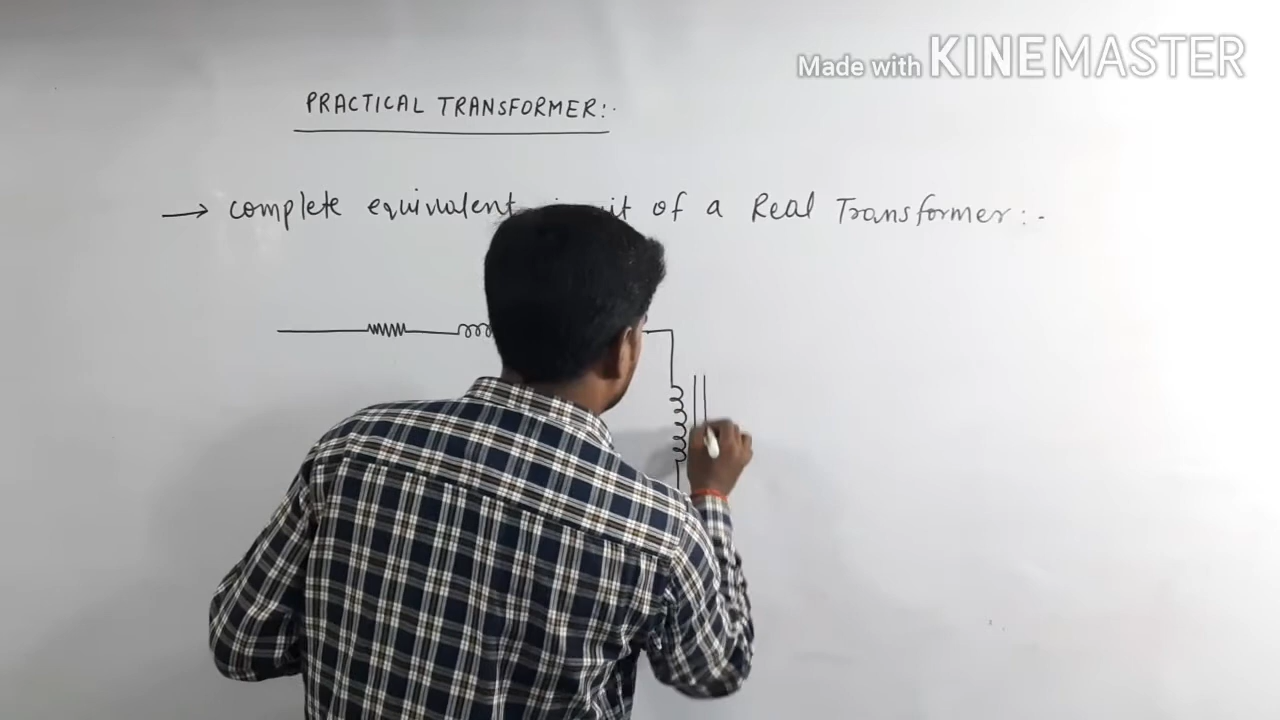 Made with KINEMASTER
PRACTICAL TRANSFORMER:-
→ complete equivalent of a Real Transformer:-